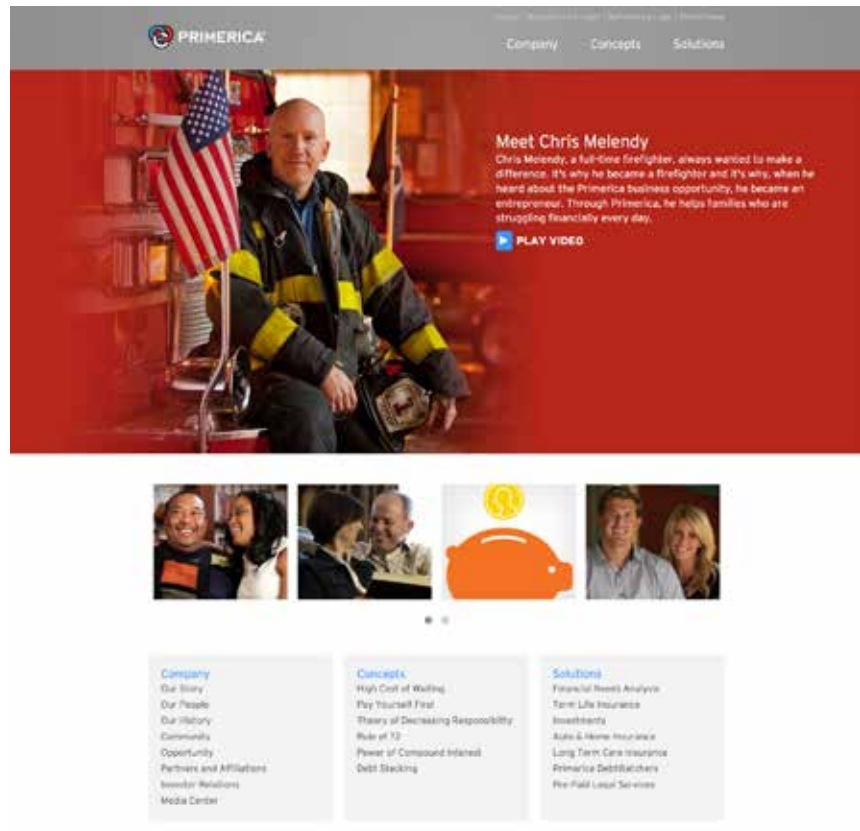 PRIMERICA
Company Concepts Solutions
Meet Chris Melendy
Chris Melendy, a full-time firefighter, always wanted to make a
difference. It's why he became a firefighter and it's why, when he
heard about the Primerica business opportunity, he became an
entrepreneur. Through Primerica, he helps families who are
struggling financially every day.
PLAY VIDEO
Company
Our Story
Our People
Our History
Community
Opportunity
Partners and Affiliations
Investor Relations
Media Center
Concepts
High Cost of Waiting
Pay Yourself First
Theory of Decreasing Responsibility
Rule of 72
Power of Compound Interest
Debt Stacking
Solutions
Financial Needs Analysis
Term Life Insurance
Investments
Auto & Home Insurance
Long Term Care Insurance
Primerica DebtWatchers
Pre-Paid Legal Services